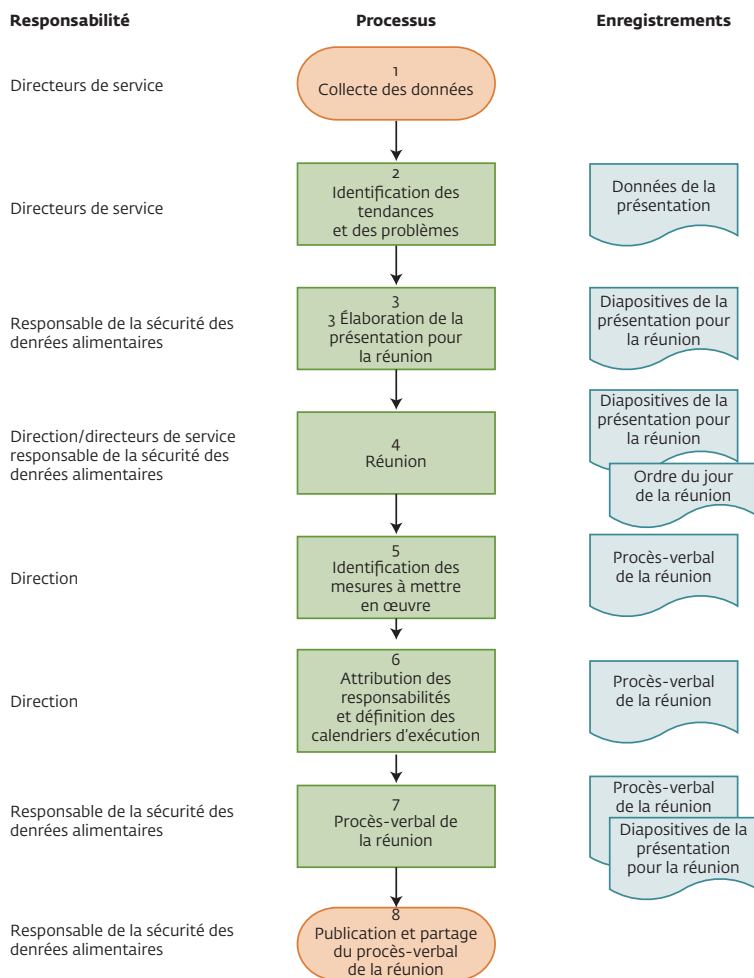 Responsabilité
Processus
Enregistrements
Directeurs de service
1
Collecte des données
Directeurs de service
2
Identification des
tendances
et des problèmes
Données de la
présentation
Responsable de la sécurité des
denrées alimentaires
3
3 Élaboration de la
présentation pour
la réunion
Diapositives de la
présentation pour
la réunion
Direction/directeurs de service
responsable de la sécurité des
denrées alimentaires
4
Réunion
Diapositives de la
présentation pour
la réunion
Ordre du jour
de la réunion
Direction
5
Identification des
mesures à mettre
en œuvre
Procès-verbal
de la réunion
Direction
6
Attribution des
responsabilités
et définition des
calendriers d'exécution
Procès-verbal
de la réunion
Responsable de la sécurité des
denrées alimentaires
7
Procès-verbal de
la réunion
Procès-verbal
de la réunion
Diapositives de la
présentation
pour la réunion
Responsable de la sécurité des
denrées alimentaires
8
Publication et partage
du procès-verbal
de la réunion